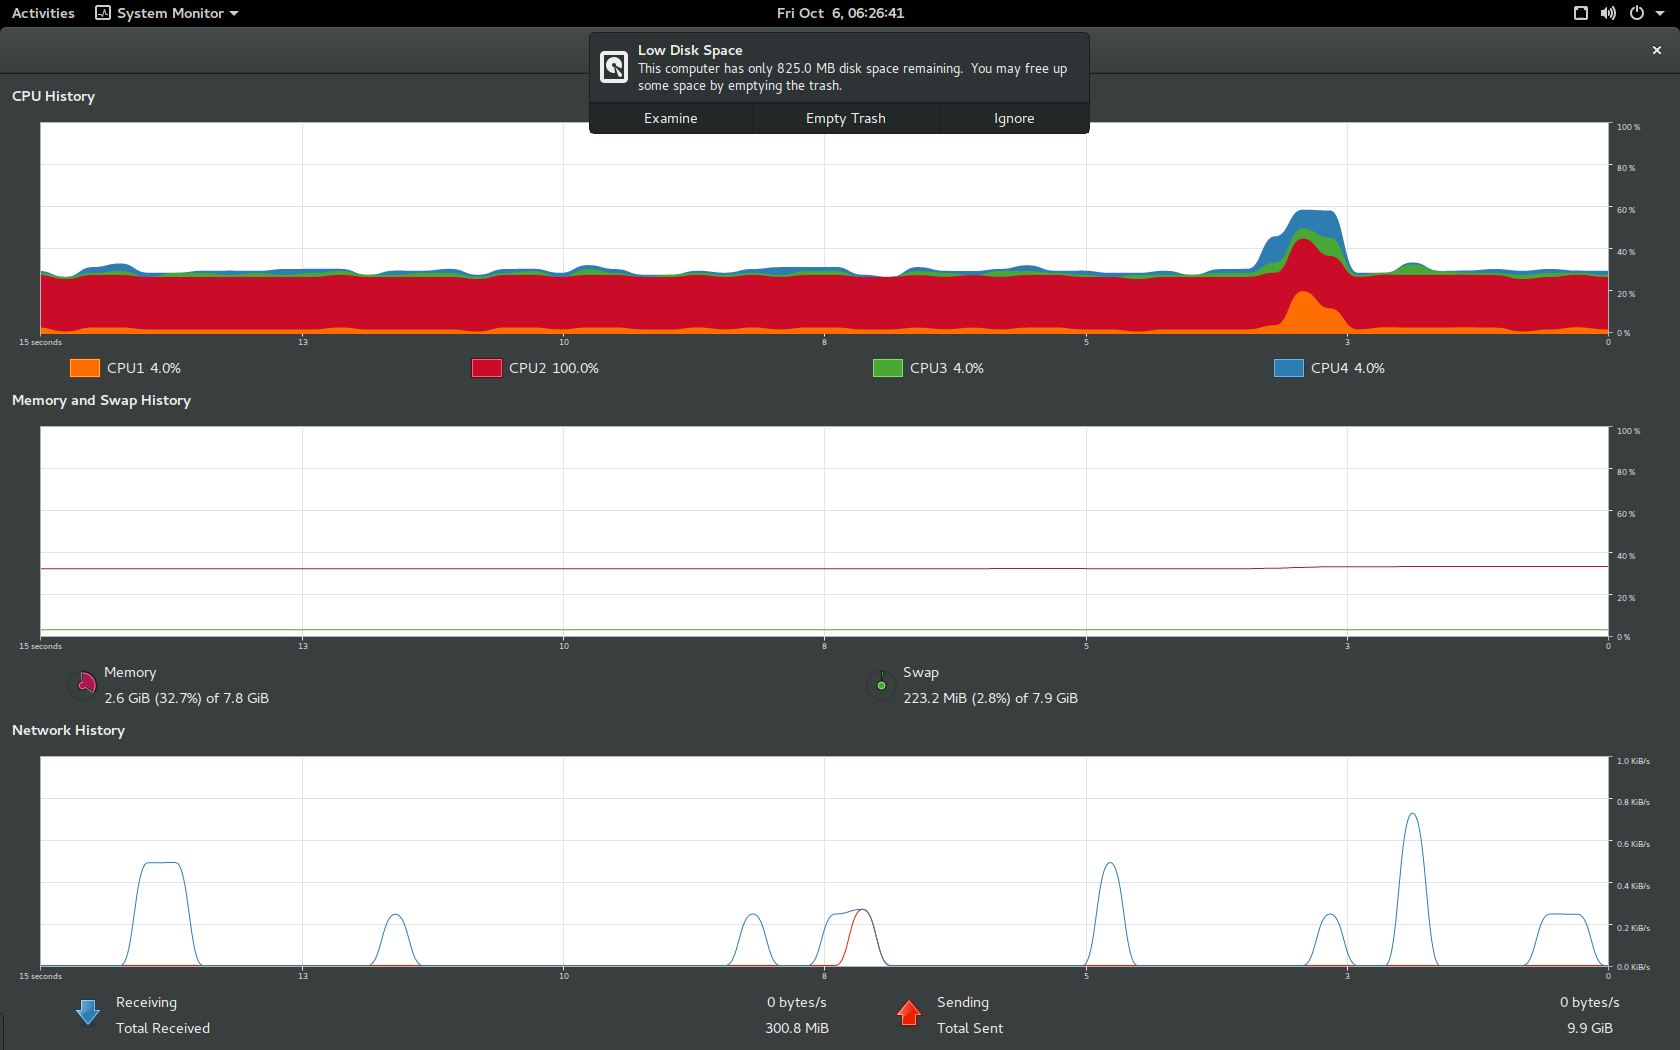 Activities System Monitor Fri Oct 6, 06:26:41
Low Disk Space
This computer has only 825.0 MB disk space remaining. You may free up
some space by emptying the trash.
Examine Empty Trash Ignore
CPU History
100 %
80 %
60 %
40 %
20 %
0 %
15 seconds 13 10 8 5 3 0
CPU1 4.0% CPU2 100.0% CPU3 4.0% CPU4 4.0%
Memory and Swap History
100 %
80 %
60 %
40 %
20 %
0 %
15 seconds 13 10 8 5 3 0
Memory Swap
2.6 GiB (32.7%) of 7.8 GiB 223.2 MiB (2.8%) of 7.9 GiB
Network History
1.0 KiB/s
0.8 KiB/s
0.6 KiB/s
0.4 KiB/s
0.2 KiB/s
0.0 KiB/s
15 seconds 13 10 8 5 3 0
Receiving 0 bytes/s Sending 0 bytes/s
Total Received 300.8 MiB Total Sent 9.9 GiB